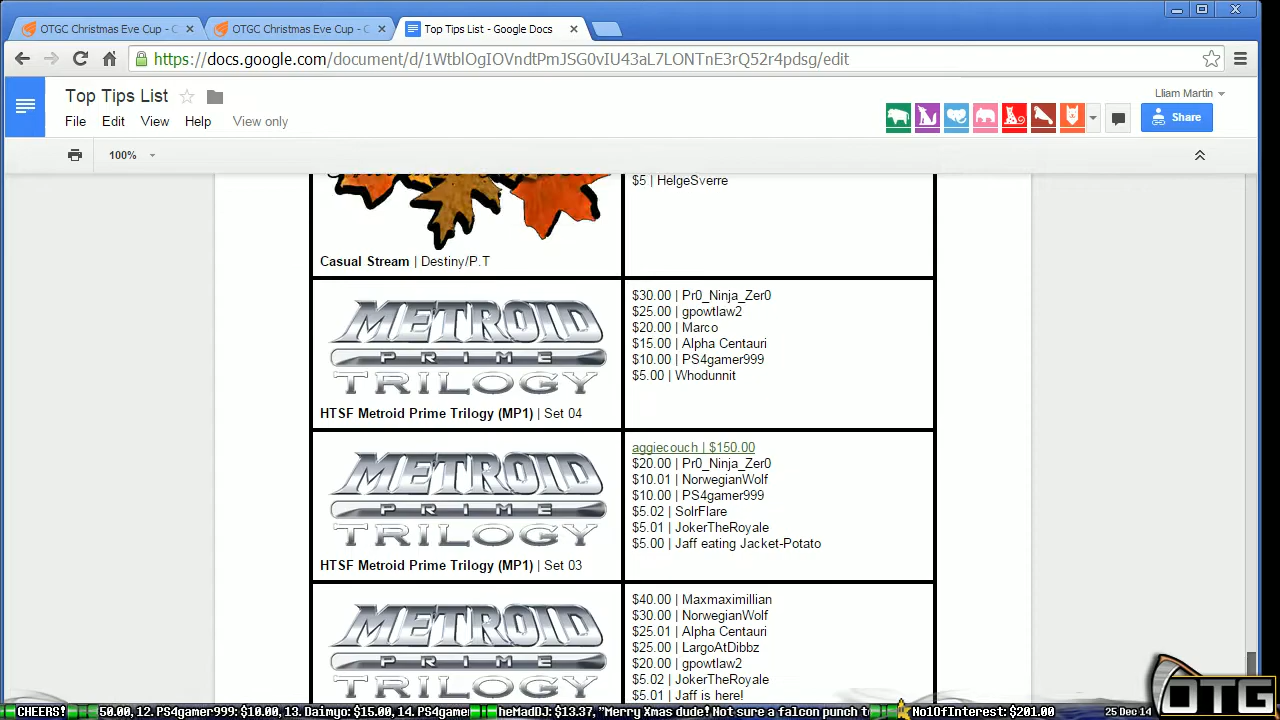 OTGC Christmas Eve Cup - C
OTGC Christmas Eve Cup - C
Top Tips List - Google Docs
https://docs.google.com/document/d/1WtblOgIOVndtPmJSG0vIU43aL7LONTnE3rQ52r4pdsg/edit
Top Tips List
Lliam Martin
File Edit View Help View only
Share
100%
$5 | HelgeSverre
Casual Stream | Destiny/P.T
METROID
PRIME
TRILOGY
HTSF Metroid Prime Trilogy (MP1) | Set 04
$30.00 | Pr0_Ninja_Zer0
$25.00 | gpowtlaw2
$20.00 | Marco
$15.00 | Alpha Centauri
$10.00 | PS4gamer999
$5.00 | Whodunnit
METROID
PRIME
TRILOGY
HTSF Metroid Prime Trilogy (MP1) | Set 03
aggiecouch | $150.00
$20.00 | Pr0_Ninja_Zer0
$10.01 | NorwegianWolf
$10.00 | PS4gamer999
$5.02 | SolrFlare
$5.01 | JokerTheRoyale
$5.00 | Jaff eating Jacket-Potato
METROID
PRIME
TRILOGY
$40.00 | Maxmaximillian
$30.00 | NorwegianWolf
$25.01 | Alpha Centauri
$25.00 | LargoAtDibbz
$20.00 | gpowtlaw2
$5.02 | JokerTheRoyale
$5.01 | Jaff is here!
OTG
CHEERS! 50.00,12. PS4gamer999: $10.00, 13. Daimyo: $15.00, 14.PS4game heMadDJ: $13.37, "Merry Xmas dude! Not sure a falcon punch t No1OfInterest: $201.00 25 Dec 14